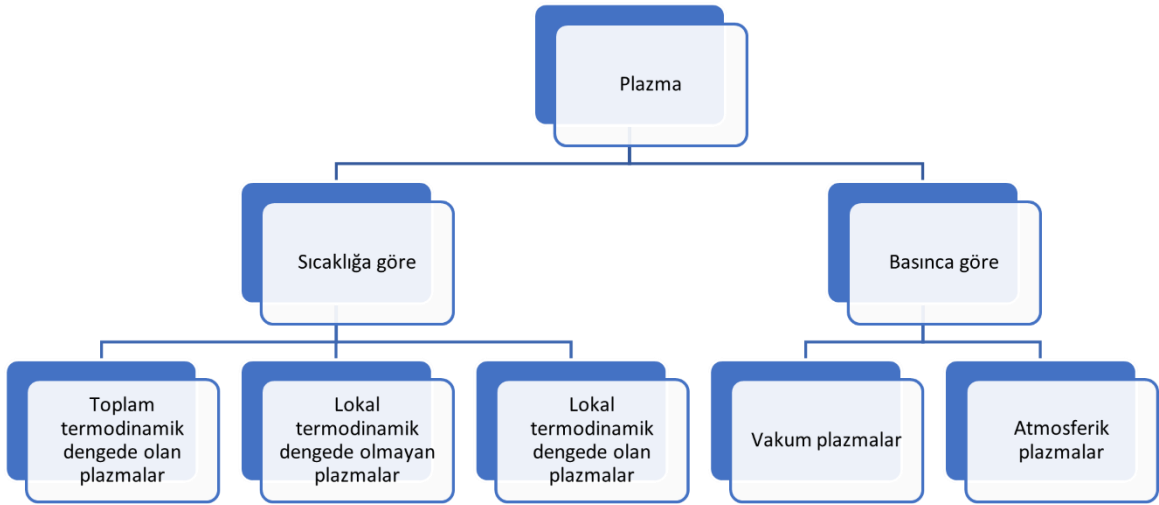 Plazma
Sıcaklığa göre
Basınca göre
Toplam
termodinamik
dengede olan
plazmalar
Lokal
termodinamik
dengede olmayan
plazmalar
Lokal
termodinamik
dengede olan
plazmalar
Vakum plazmalar
Atmosferik
plazmalar